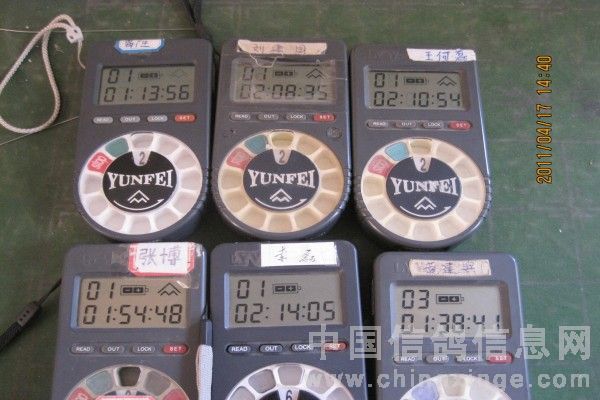 刘建国
王何磊
01
01:13:56
01
02:08:35
01
02:10:54
READ OUT LOCK SET
READ OUT LOCK SET
READ OUT LOCK SET
2
2
2
YUNFEI
YUNFEI
YUNFEI
2011/04/17 14:40
张博
李磊
01
01:54:48
01
02:14:05
03
01:38:41
READ OUT LOCK SET
READ OUT LOCK SET
READ OUT LOCK SET
2
6
中国信鸽信息网
www.chinaxinge.com